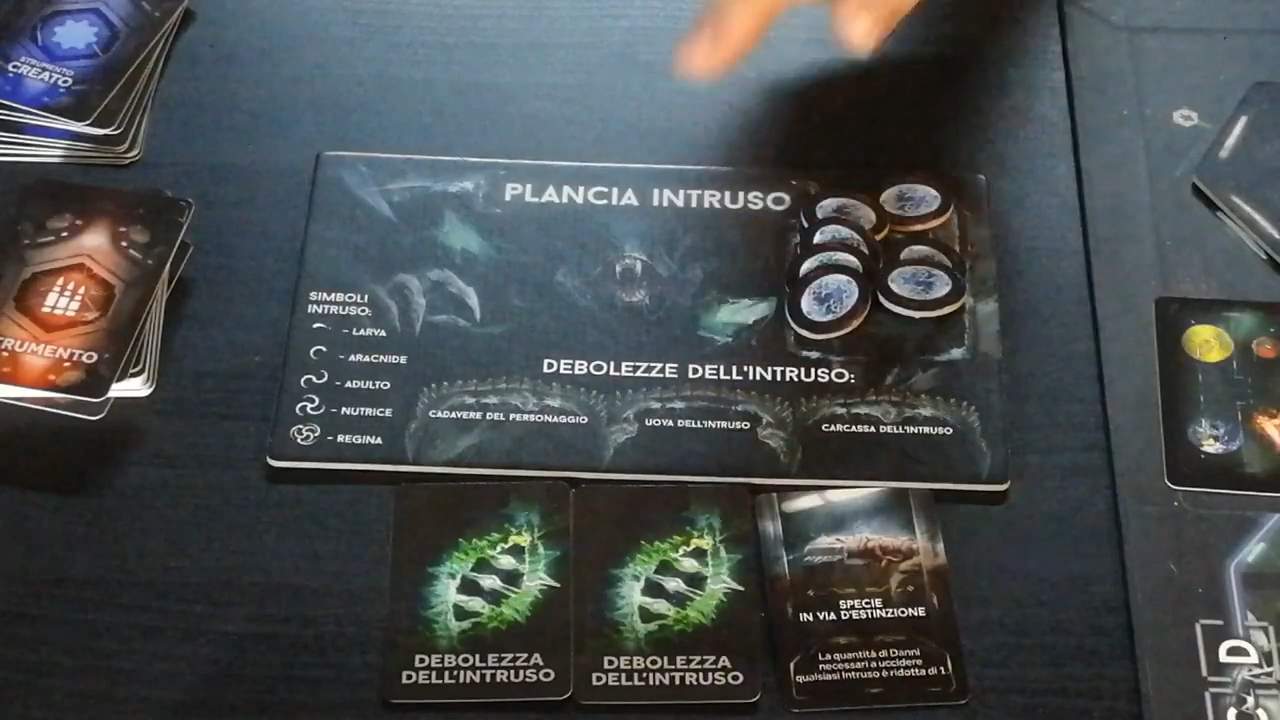 STRUMENTO
CREATO
RUMENTO
PLANCIA INTRUSO
SIMBOLI
INTRUSO:
- LARVA
- ARACNIDE
- ADULTO
- NUTRICE
- REGINA
DEBOLEZZE DELL'INTRUSO:
CADAVERE DEL PERSONAGGIO
UOVA DELL'INTRUSO
CARCASSA DELL'INTRUSO
DEBOLEZZA
DELL'INTRUSO
DEBOLEZZA
DELL'INTRUSO
SPECIE
IN VIA D'ESTINZIONE
La quantità di Danni
necessari a uccidere
qualsiasi Intruso è ridotta di 1.